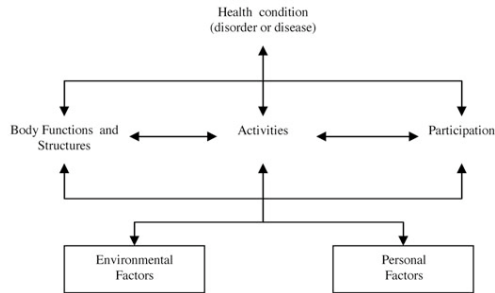 Health condition
(disorder or disease)
Body Functions and
Structures
Activities
Participation
Environmental
Factors
Personal
Factors